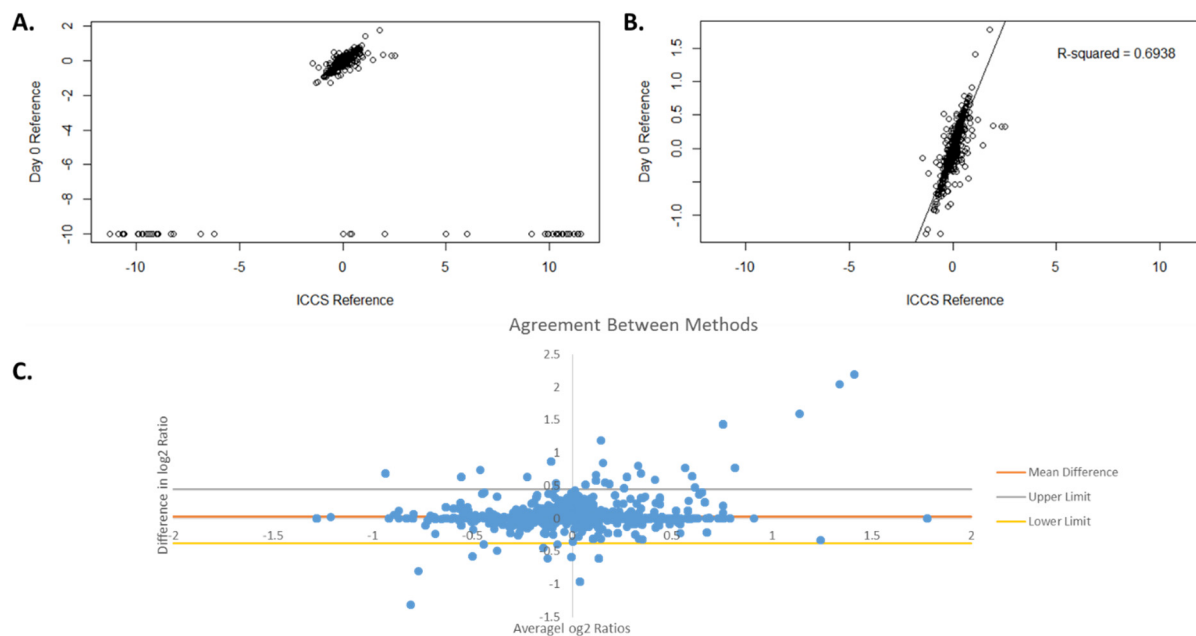 A.
2
0
-2
-4
-6
-8
-10
Day 0 Reference
-10
-5
0
5
10
ICCS Reference
B.
1.5
1.0
0.5
0.0
-1.0
Day 0 Reference
R-squared = 0.6938
-10
-5
0
5
10
ICCS Reference
Agreement Between Methods
C.
Difference in log2 Ratio
2.5
2
1.5
1
0.5
0
-0.5
-1
-1.5
-2
-1.5
-1
-0.5
0
0.5
1
1.5
2
Averagel og2 Ratios
Mean Difference
Upper Limit
Lower Limit